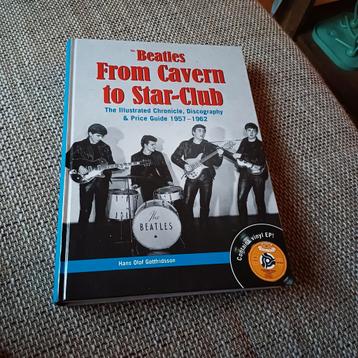 The
Beatles
From Cavern
to Star-Club
The Illustrated Chronicle, Discography
& Price Guide 1957–1962
The
BEATLES
Hans Olof Gottfridsson
Contains vinyl EP!